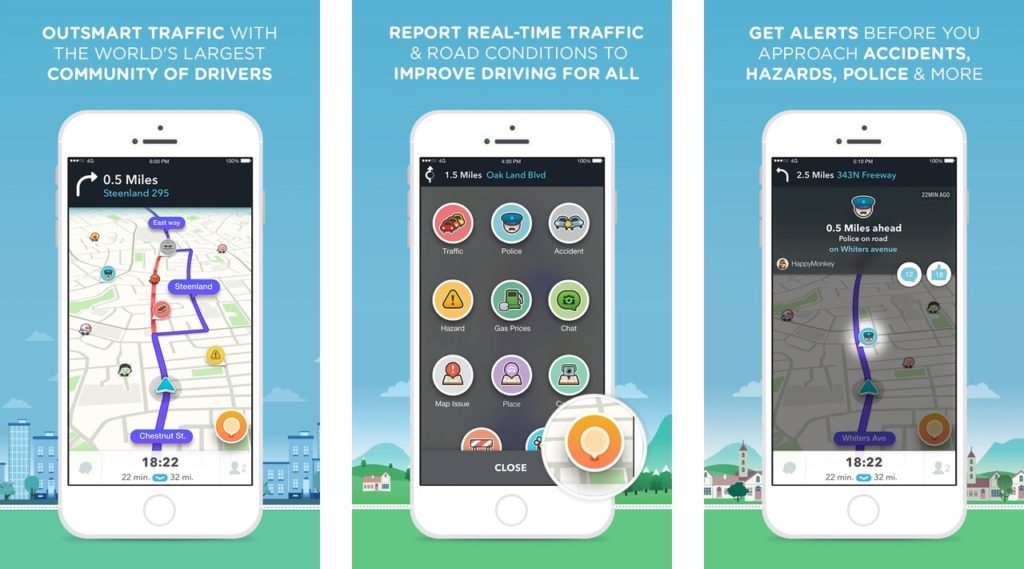 OUTSMART TRAFFIC WITH
THE WORLD'S LARGEST
COMMUNITY OF DRIVERS
4G 6:00 PM 100%
0.5 Miles
Steenland 295
East way
Steenland
Chestnut St.
18:22
22 min. 32 mi.
2
REPORT REAL-TIME TRAFFIC
& ROAD CONDITIONS TO
IMPROVE DRIVING FOR ALL
4G 4:30 PM 100%
1.5 Miles Oak Land Blvd
Traffic Police Accident
Hazard Gas Prices Chat
Map Issue Place
CLOSE
GET ALERTS BEFORE YOU
APPROACH ACCIDENTS,
HAZARDS, POLICE & MORE
4G 5:10 PM 100%
2.5 Miles 343N Freeway
22MIN AGO
0.5 Miles ahead
Police on road
on Whiters avenue
HappyMonkey
12
Whiters Ave
18:22
22 min. 32 mi.
2